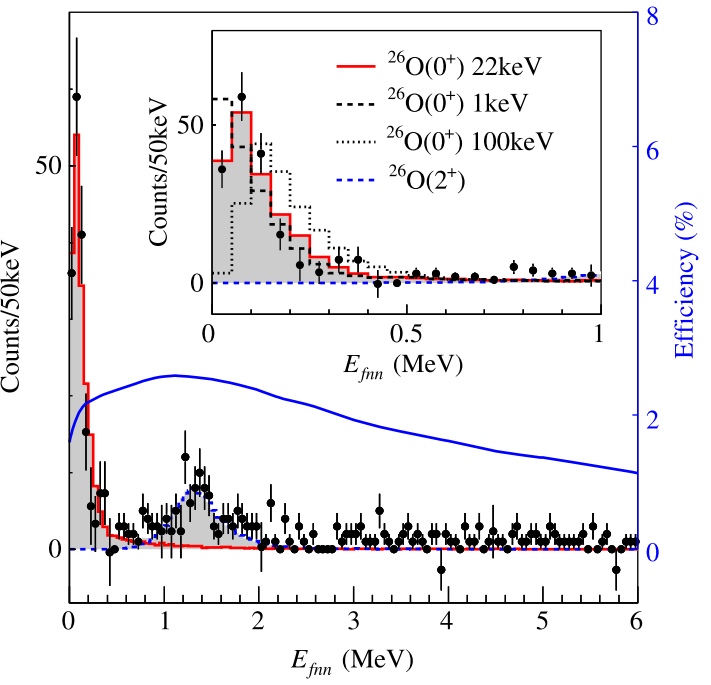 8
²⁶O(0⁺) 22keV
²⁶O(0⁺) 1keV
²⁶O(0⁺) 100keV
²⁶O(2⁺)
Counts/50keV
50
0
0
0.5
1
E_fnn (MeV)
Counts/50keV
50
0
6
4
2
0
Efficiency (%)
0
1
2
3
4
5
6
E_fnn (MeV)